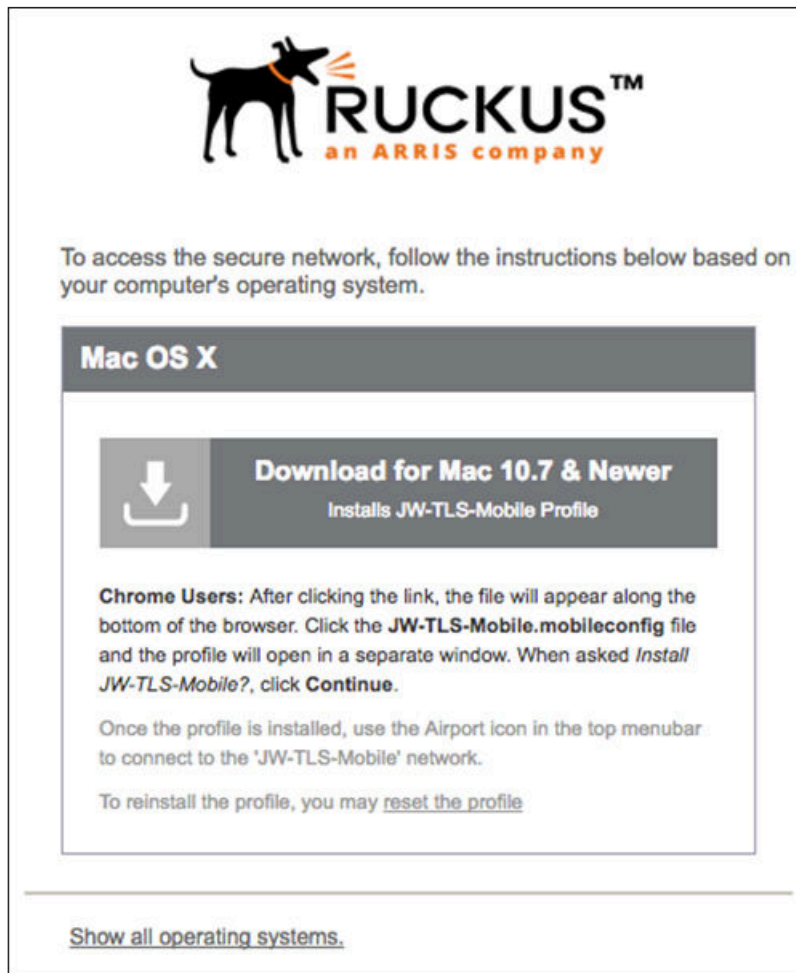 RUCKUS™
an ARRIS company
To access the secure network, follow the instructions below based on
your computer's operating system.
Mac OS X
Download for Mac 10.7 & Newer
Installs JW-TLS-Mobile Profile
Chrome Users: After clicking the link, the file will appear along the
bottom of the browser. Click the JW-TLS-Mobile.mobileconfig file
and the profile will open in a separate window. When asked Install
JW-TLS-Mobile?, click Continue.
Once the profile is installed, use the Airport icon in the top menubar
to connect to the 'JW-TLS-Mobile' network.
To reinstall the profile, you may reset the profile
Show all operating systems.